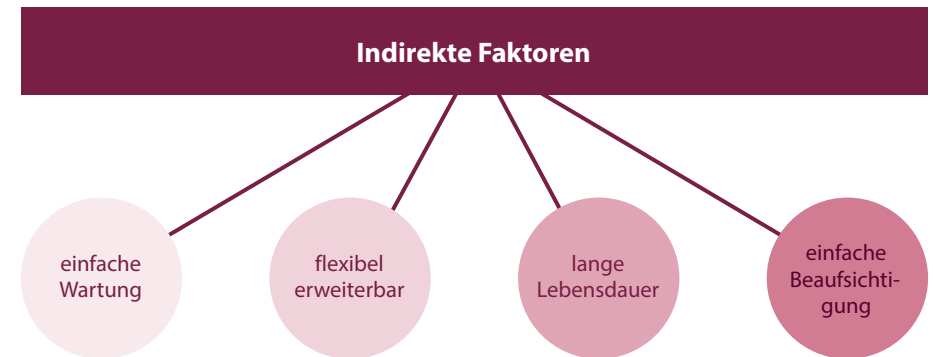 Indirekte Faktoren
einfache
Wartung
flexibel
erweiterbar
lange
Lebensdauer
einfache
Beaufsichti-
gung